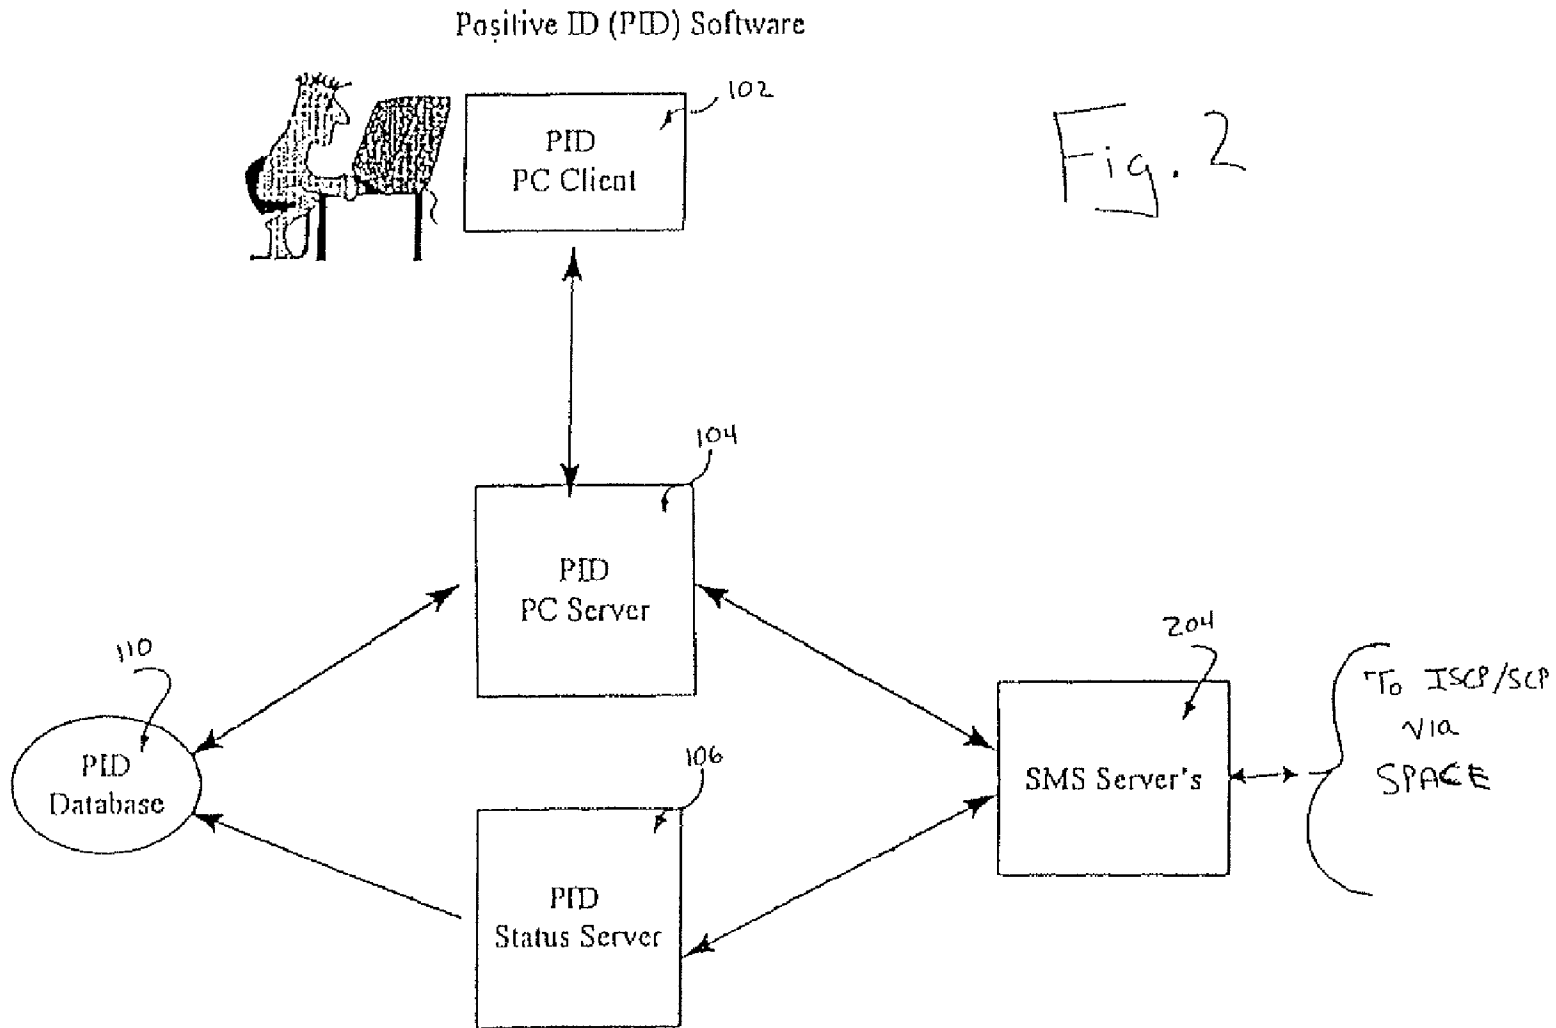 Positive ID (PID) Software
102
PID
PC Client
Fig. 2
104
PID
PC Server
110
PID
Database
204
SMS Server's
To ISCP/SCP
via
SPACE
106
PID
Status Server